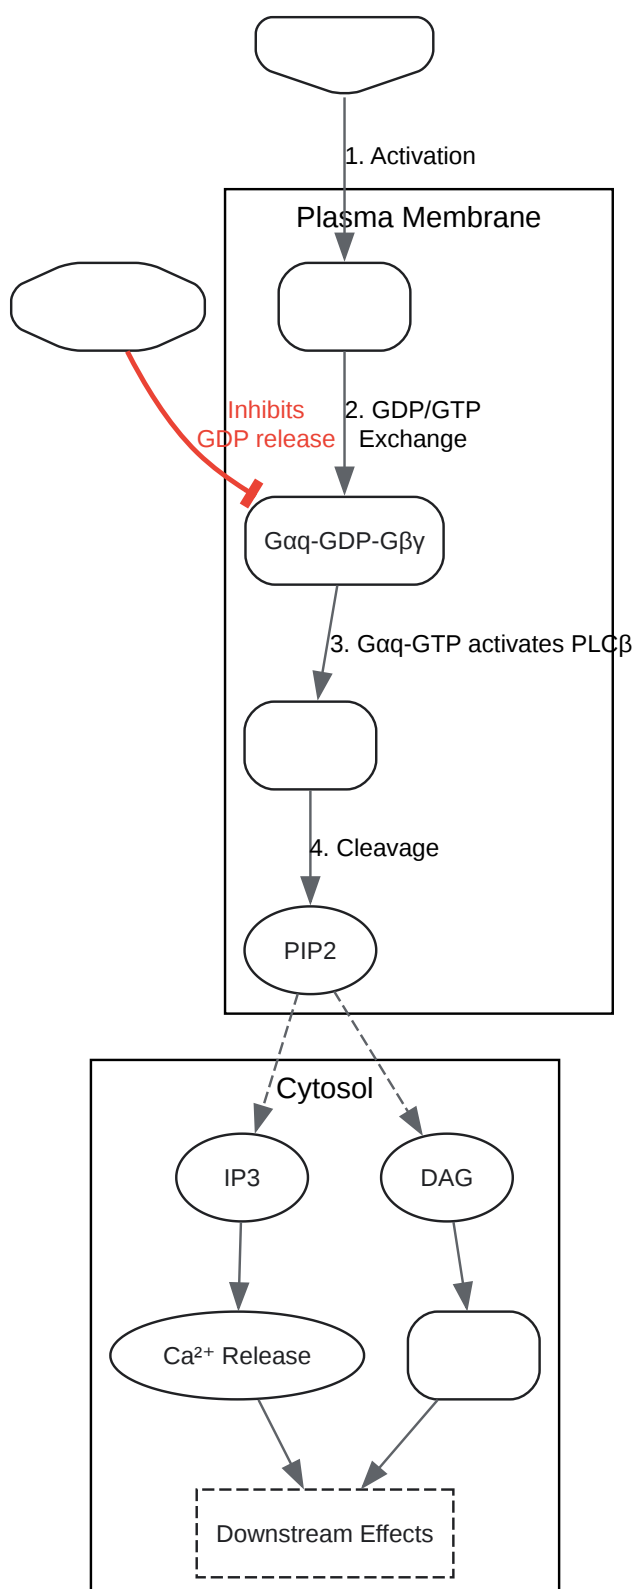 1. Activation
Plasma Membrane
Inhibits
GDP release
2. GDP/GTP
Exchange
Gαq-GDP-Gβγ
3. Gαq-GTP activates PLCβ
4. Cleavage
PIP2
Cytosol
IP3
DAG
Ca²⁺ Release
Downstream Effects